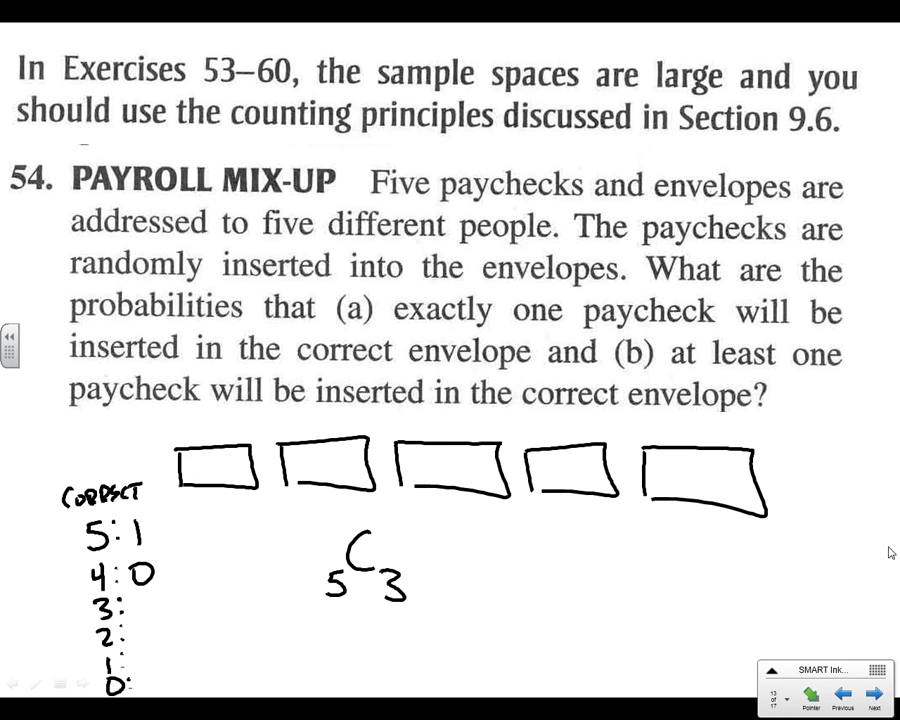 In Exercises 53–60, the sample spaces are large and you
should use the counting principles discussed in Section 9.6.
54. PAYROLL MIX-UP Five paychecks and envelopes are
addressed to five different people. The paychecks are
randomly inserted into the envelopes. What are the
probabilities that (a) exactly one paycheck will be
inserted in the correct envelope and (b) at least one
paycheck will be inserted in the correct envelope?
CORRECT
5: 1
4: 0
3:
2:
1:
0:
5C3
SMART Ink...
13 of 17
Pointer Previous Next